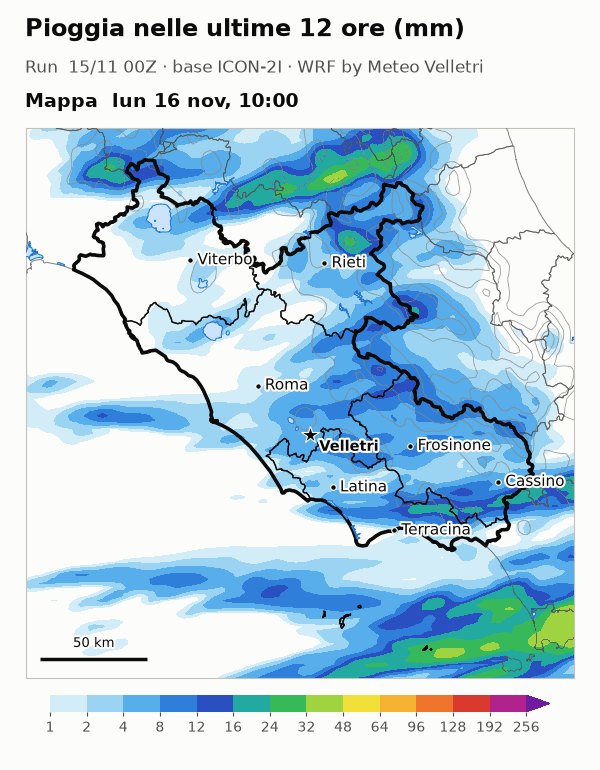 Pioggia nelle ultime 12 ore (mm)
Run  15/11 00Z · base ICON-2I · WRF by Meteo Velletri
Mappa  lun 16 nov, 10:00
Viterbo
Rieti
Roma
Velletri
Frosinone
Cassino
Latina
Terracina
50 km
1 2 4 8 12 16 24 32 48 64 96 128 192 256